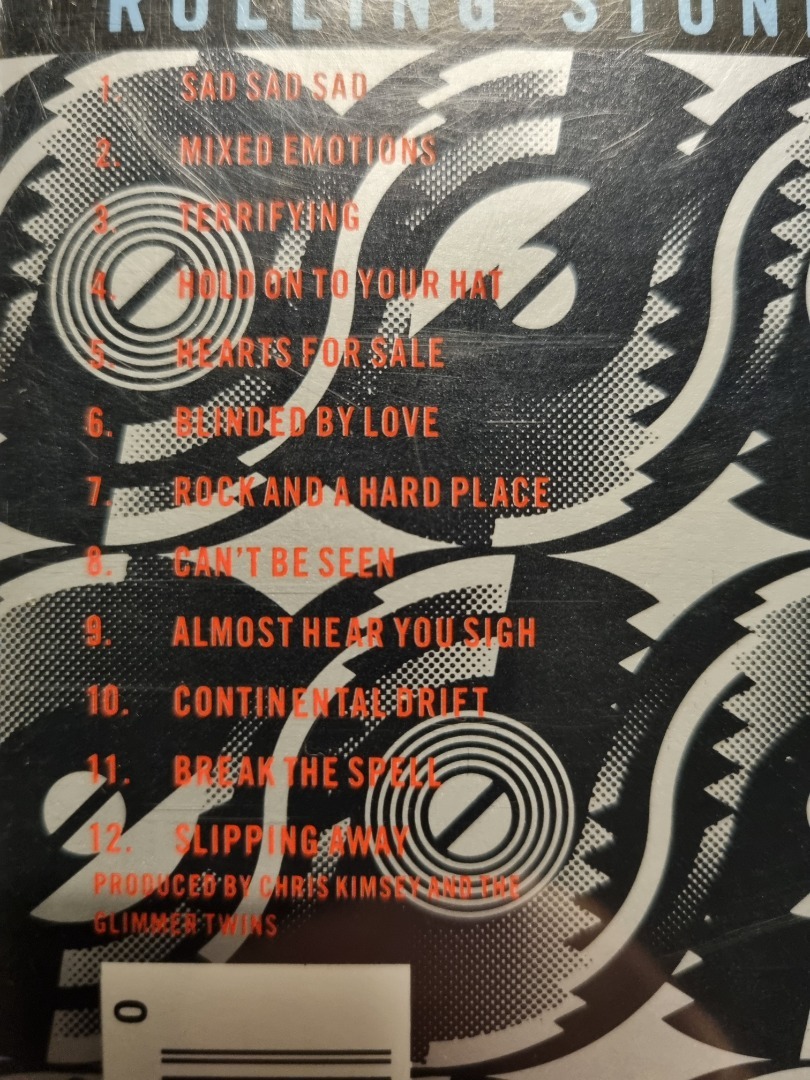 ROLLING STON
1. SAD SAD SAD
2. MIXED EMOTIONS
3. TERRIFYING
4. HOLD ON TO YOUR HAT
5. HEARTS FOR SALE
6. BLINDED BY LOVE
7. ROCK AND A HARD PLACE
8. CAN'T BE SEEN
9. ALMOST HEAR YOU SIGH
10. CONTINENTAL DRIFT
11. BREAK THE SPELL
12. SLIPPING AWAY
PRODUCED BY CHRIS KIMSEY AND THE
GLIMMER TWINS
0